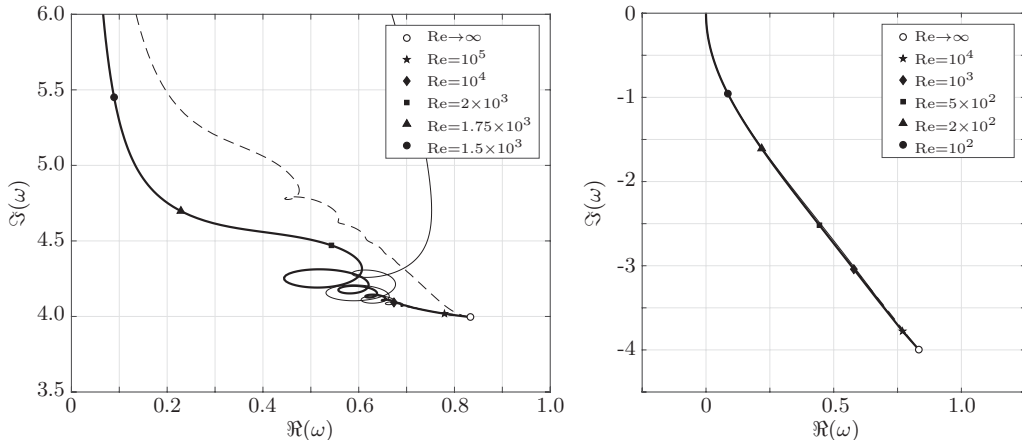 6.0
5.5
5.0
4.5
4.0
3.5
ℑ(ω)
0 0.2 0.4 0.6 0.8 1.0
ℜ(ω)
Re→∞
Re=10⁵
Re=10⁴
Re=2×10³
Re=1.75×10³
Re=1.5×10³
0
-1
-2
-3
-4
ℑ(ω)
0 0.5 1.0
ℜ(ω)
Re→∞
Re=10⁴
Re=10³
Re=5×10²
Re=2×10²
Re=10²